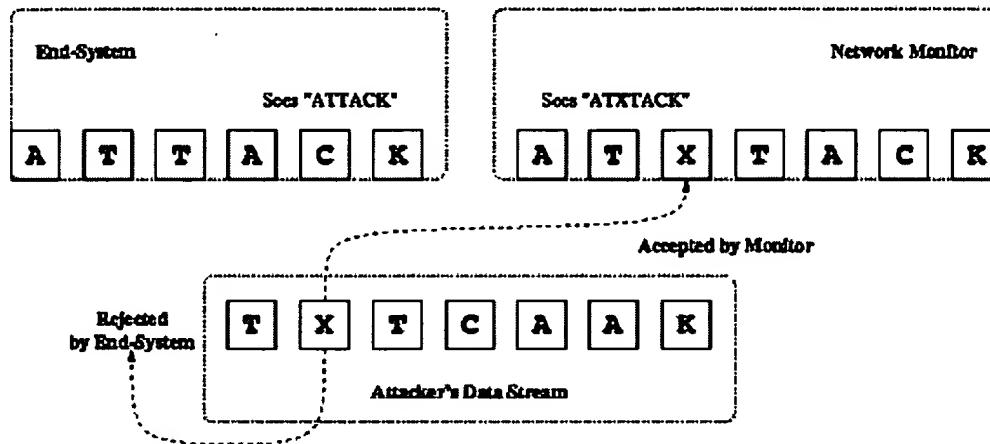 End-System
Network Monitor
Sees "ATTACK"
Sees "ATXTACK"
A T T A C K
A T X T A C K
Accepted by Monitor
Rejected
by End-System
T X T C A A K
Attacker's Data Stream